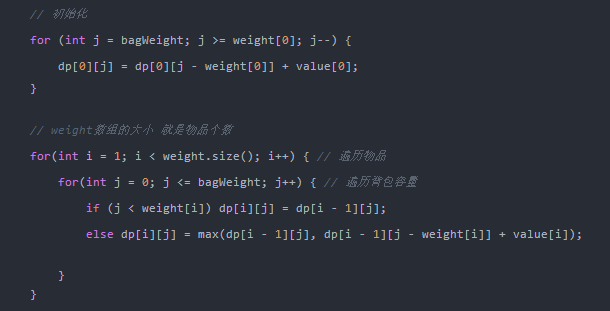 // 初始化
for (int j = bagWeight; j >= weight[0]; j--) {
dp[0][j] = dp[0][j - weight[0]] + value[0];
}
// weight数组的大小 就是物品个数
for(int i = 1; i < weight.size(); i++) { // 遍历物品
for(int j = 0; j <= bagWeight; j++) { // 遍历背包容量
if (j < weight[i]) dp[i][j] = dp[i - 1][j];
else dp[i][j] = max(dp[i - 1][j], dp[i - 1][j - weight[i]] + value[i]);
}
}